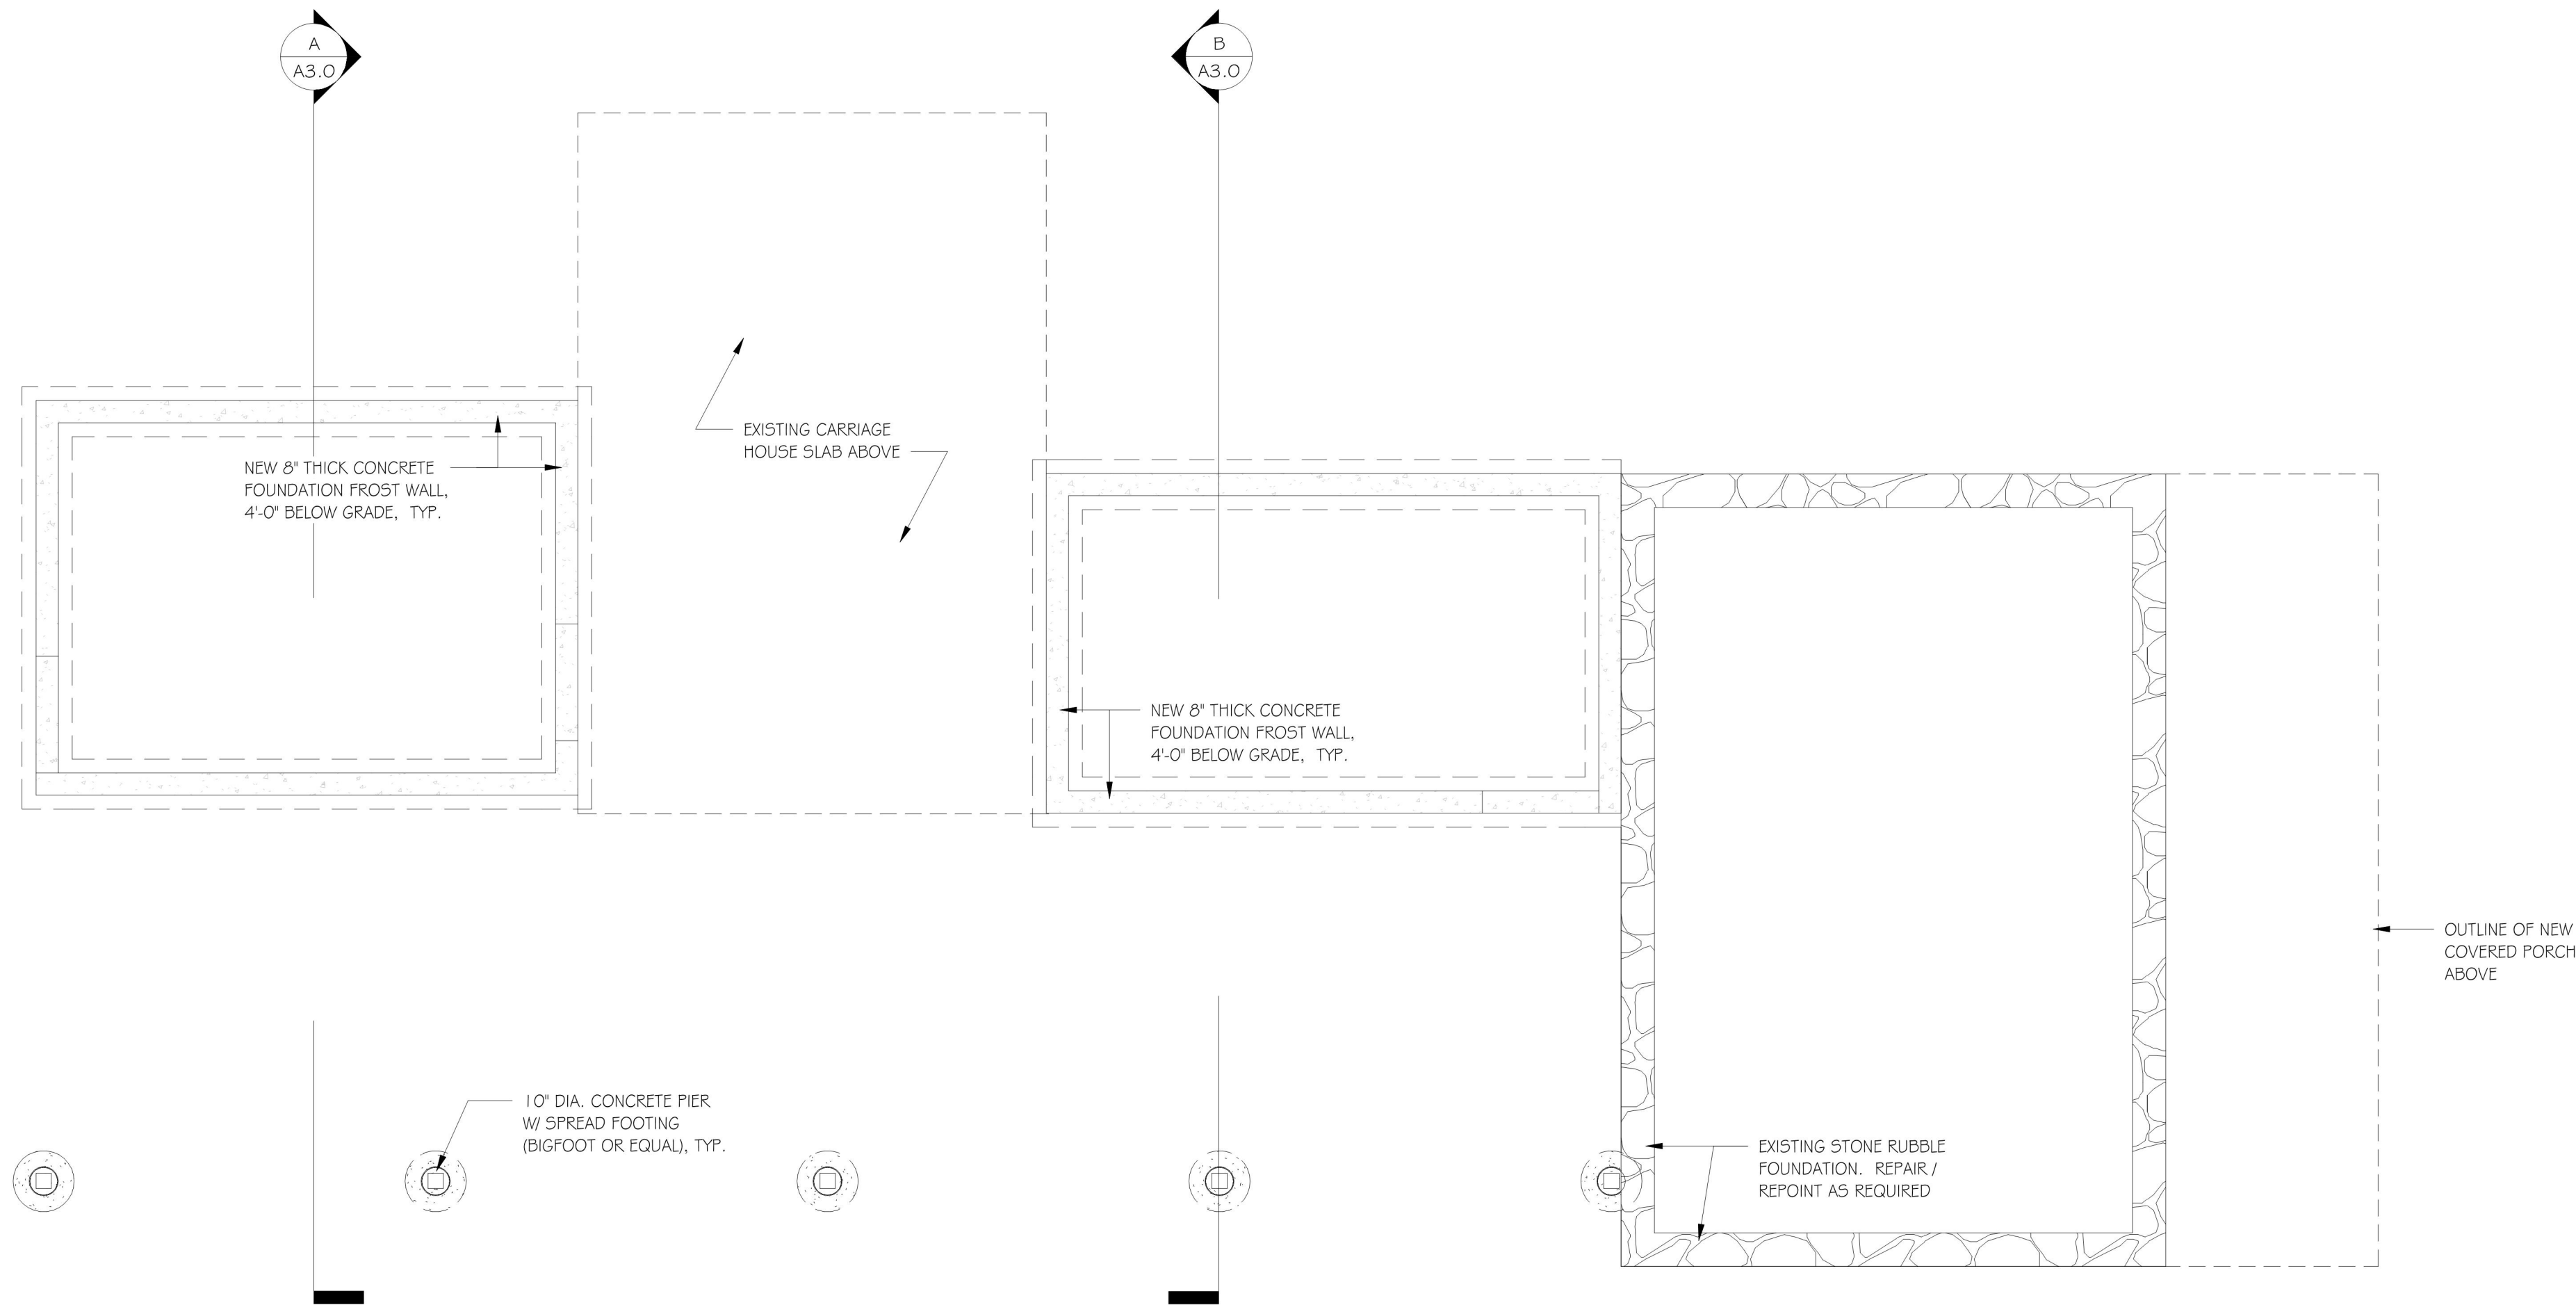 A
A3.0
B
A3.0
EXISTING CARRIAGE
HOUSE SLAB ABOVE
NEW 8" THICK CONCRETE
FOUNDATION FROST WALL,
4'-0" BELOW GRADE, TYP.
NEW 8" THICK CONCRETE
FOUNDATION FROST WALL,
4'-0" BELOW GRADE, TYP.
OUTLINE OF NEW
COVERED PORCH
ABOVE
10" DIA. CONCRETE PIER
W/ SPREAD FOOTING
(BIGFOOT OR EQUAL), TYP.
EXISTING STONE RUBBLE
FOUNDATION. REPAIR /
REPOINT AS REQUIRED